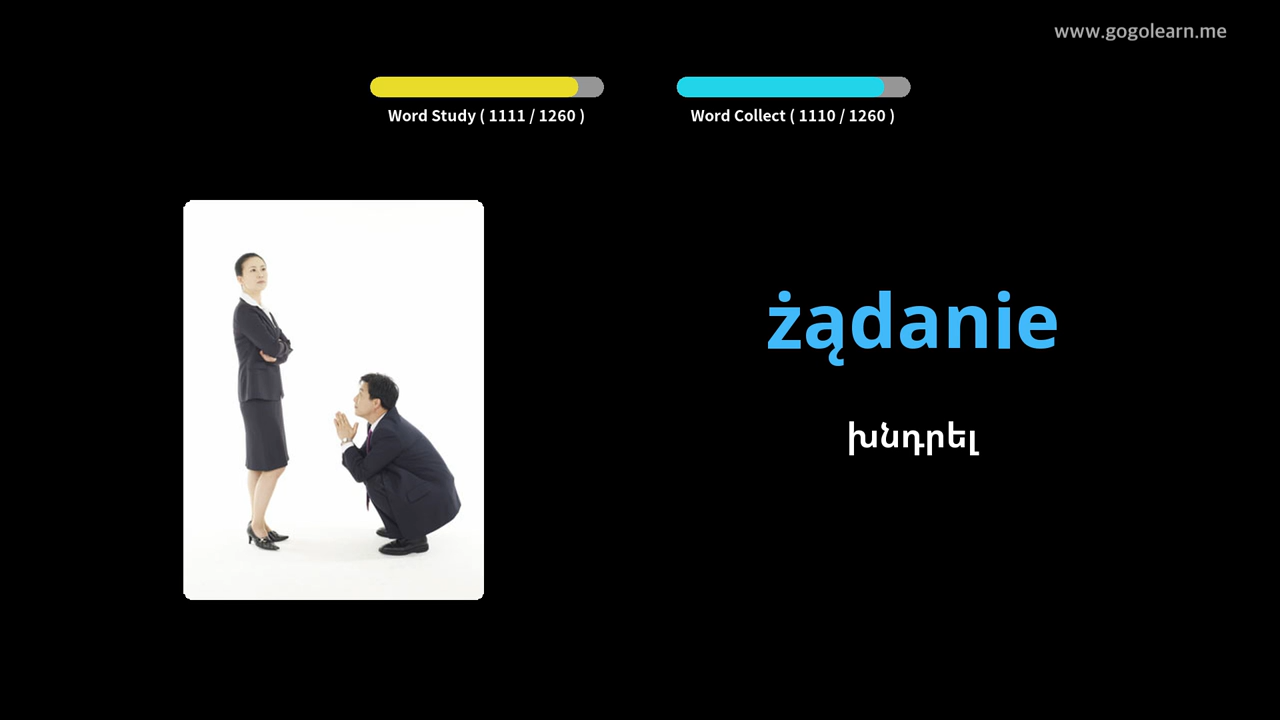 www.gogolearn.me
Word Study ( 1111 / 1260 )
Word Collect ( 1110 / 1260 )
żądanie
խնդրել